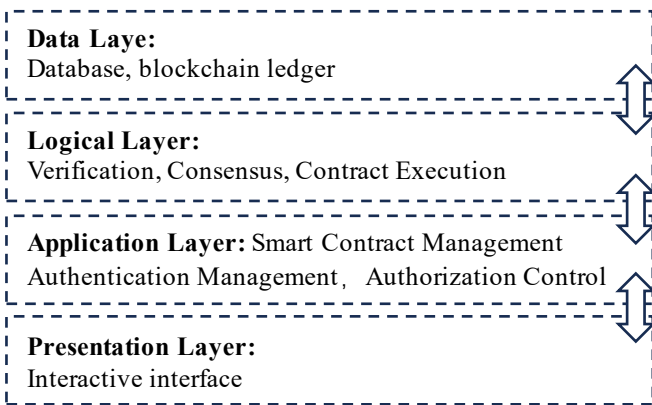 Data Laye:
Database, blockchain ledger
Logical Layer:
Verification, Consensus, Contract Execution
Application Layer: Smart Contract Management
Authentication Management， Authorization Control
Presentation Layer:
Interactive interface